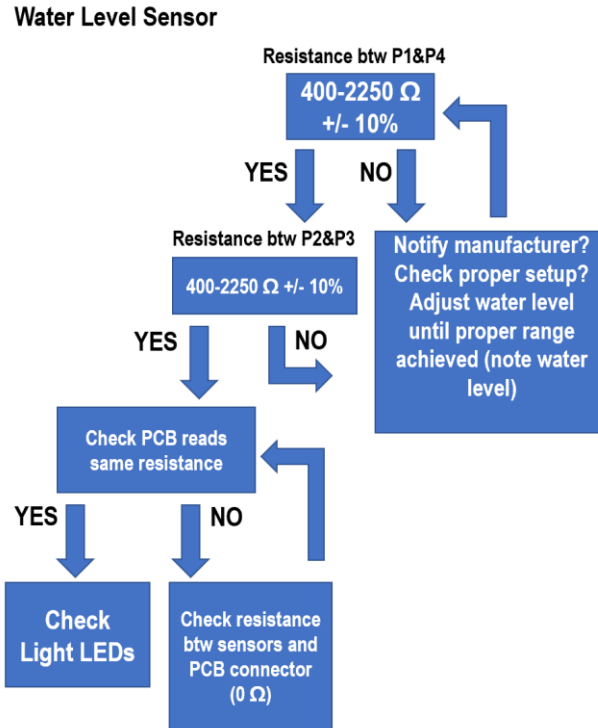 Water Level Sensor
Resistance btw P1&P4
400-2250 Ω
+/- 10%
YES
NO
Resistance btw P2&P3
400-2250 Ω +/- 10%
Notify manufacturer?
Check proper setup?
Adjust water level
until proper range
achieved (note water
level)
YES
NO
Check PCB reads
same resistance
YES
NO
Check
Light LEDs
Check resistance
btw sensors and
PCB connector
(0 Ω)